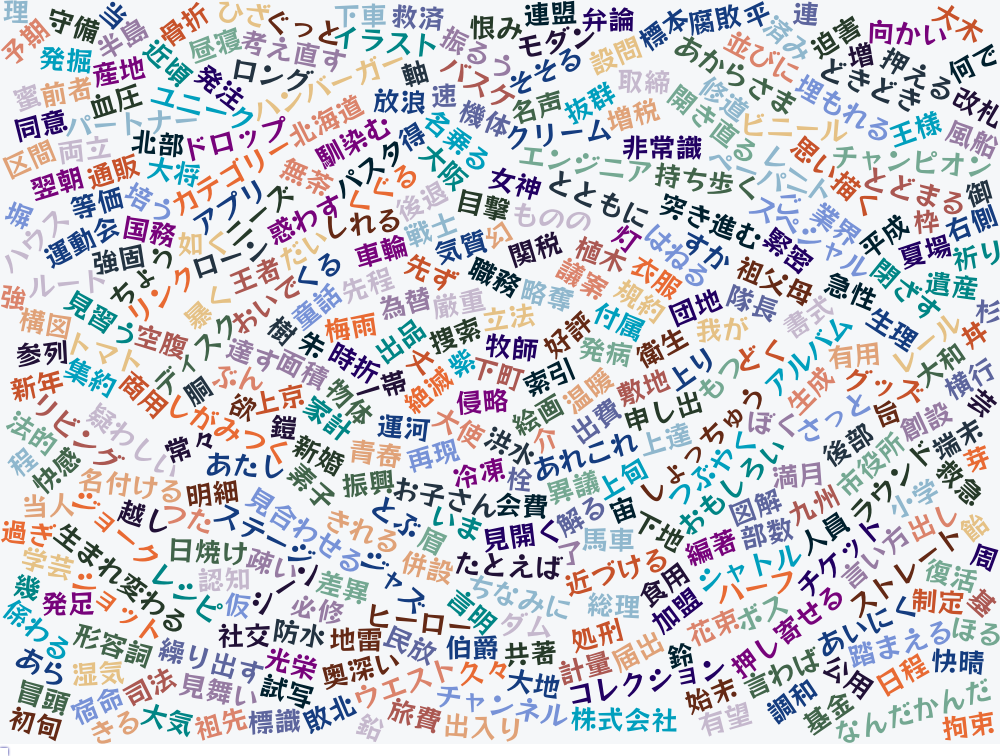 理
守備
当
骨折
ひざ
ぐっと
下車
救済
恨み
連盟
弁論
標本
腐敗
平
済み
連
迫害
向かい
大木
予期
半島
近頃
昼寝
考え直す
イラスト
振るう
モダン
設問
あからさま
並びに
増
押える
何で
発掘
産地
発注
ロング
ハンバーガー
軸
バスケ
そそる
取締
修道
どきどき
改札
蜜
前者
血圧
ユニーク
放浪
速
機体
名声
抜群
増税
開き直る
埋もれる
王様
風船
同意
パートナー
北部
ドロップ
北海道
馴染む
得
名乗る
クリーム
非常識
ビニール
思い描く
チャンピオン
区間
両立
カテゴリー
無茶
パスタ
大阪
エンジニア
持ち歩く
ペーパー
レベル
翌朝
通販
大将
アプリ
ニーズ
くぐる
女神
とともに
突き進む
スペシャル
業界
とどまる
御
塀
等価
培う
惑わす
しれる
後退
目撃
ものの
灯
はねる
すか
緊密
平成
枠
右側
ハウス
運動会
国務
如く
ローン
だい
車輪
戦士
気質
幻
関税
植木
衣服
祖父母
夏場
祈り
強固
ちょう
リンク
王者
くる
先ず
職務
議案
規約
団地
隊長
急性
閉ざす
遺産
強
ルート
見習う
暴く
おいで
童話
先程
為替
厳重
略奪
付属
我が
書式
生理
杉
構図
空腹
ディスク
樹木
梅雨
出品
捜索
立法
好評
発病
衛生
アルバム
レール
丼
参列
トマト
達す
面積
時折
大
紫
牧師
もつ
どく
有用
大和
新年
集約
商用
胴
ぶん
上京
物体
帯
絶滅
下町
索引
温暖
敷地
上り
生成
グッズ
横行
リビング
しがみつく
欲
鎧
家計
運河
大使
侵略
絵画
出費
申し出
ちゅう
ぼく
さっと
旨
創設
芸
法的
疑わしい
常々
あたし
新婚
青春
再現
洪水
介
あれこれ
上達
つぶやく
後部
市役所
端末
程
快感
名付ける
明細
素子
振興
お子さん
冷凍
栓
会費
異議
上旬
しょっ
おもしろい
満月
九州
ラウンド
救急
芽
当人
ジョーク
越し
つた
ステージ
見合わせる
きれる
とぶ
眉
いま
見開く
解る
宙
下地
図解
部数
人員
小学
飴
過ぎ
生まれ変わる
日焼け
疎い
併設
たとえば
了
馬車
編著
チケット
言い方
出し
周
学芸
レシピ
認知
ソ
差異
ジャズ
ちなみに
近づける
食用
シャトル
ハーフ
ストレート
復活
幾
発足
ショット
仮
必修
ヒーロー
言明
ダム
総理
加盟
花束
ボス
押し寄せる
あいにく
制定
基
係わる
形容詞
繰り出す
社交
防水
地雷
民放
伯爵
共著
処刑
届出
鈴
言わば
踏まえる
ほる
あら
湿気
司法
見舞い
光栄
奥深い
ウエスト
久々
大地
計量
コレクション
始末
調和
公用
日程
快晴
冒頭
宿命
試写
旅費
チャンネル
有望
基金
なんだかんだ
初旬
きる
大気
祖先
標識
敗北
鉛
出入り
株式会社
拘束